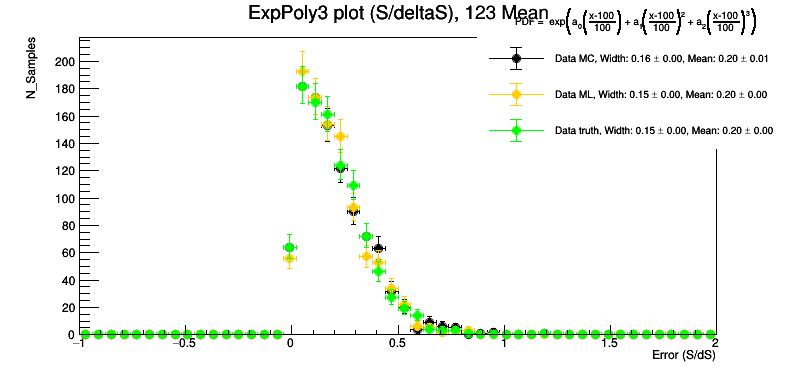 ExpPoly3 plot (S/deltaS), 123 Mean
PDF = exp(a0(x-100/100) + a1(x-100/100)^2 + a2(x-100/100)^3)
Data MC, Width: 0.16 ± 0.00, Mean: 0.20 ± 0.01
Data ML, Width: 0.15 ± 0.00, Mean: 0.20 ± 0.00
Data truth, Width: 0.15 ± 0.00, Mean: 0.20 ± 0.00
N_Samples
200
180
160
140
120
100
80
60
40
20
0
−1 −0.5 0 0.5 1 1.5 2
Error (S/dS)